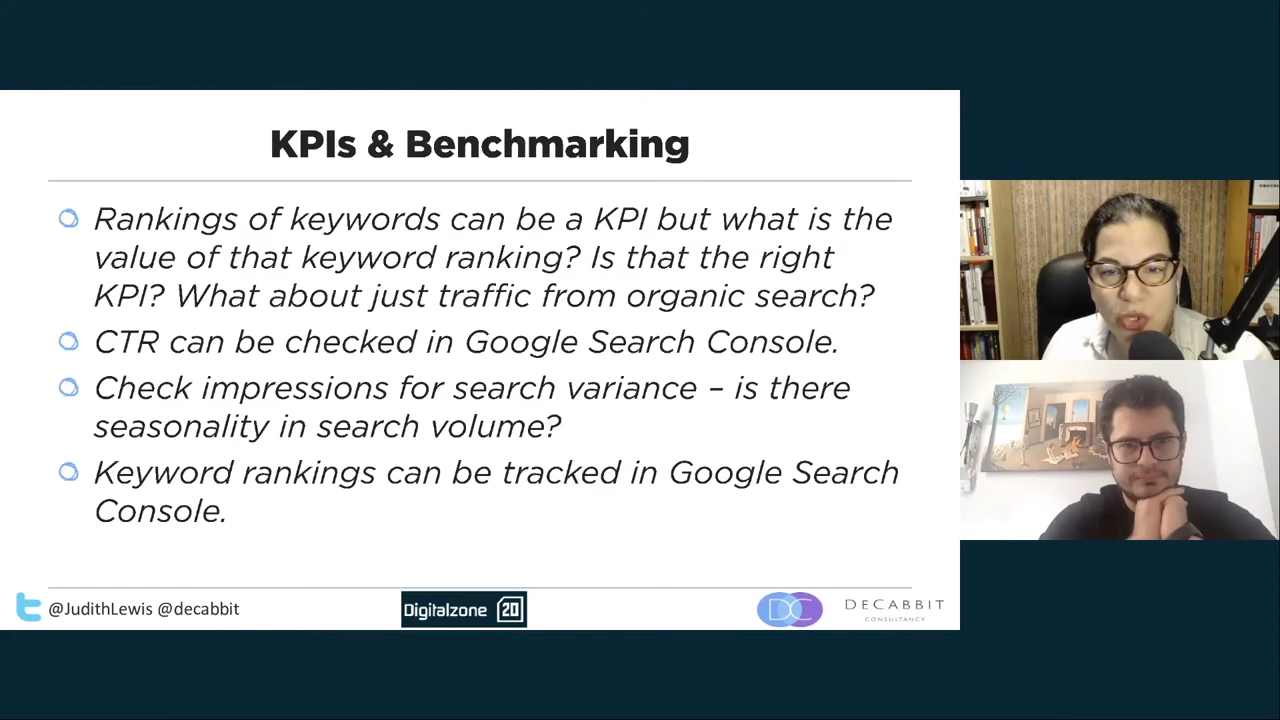 KPIs & Benchmarking
Rankings of keywords can be a KPI but what is the
value of that keyword ranking? Is that the right
KPI? What about just traffic from organic search?
CTR can be checked in Google Search Console.
Check impressions for search variance – is there
seasonality in search volume?
Keyword rankings can be tracked in Google Search
Console.
@JudithLewis @decabbit
Digitalzone 20
DC
DECABBIT
CONSULTANCY